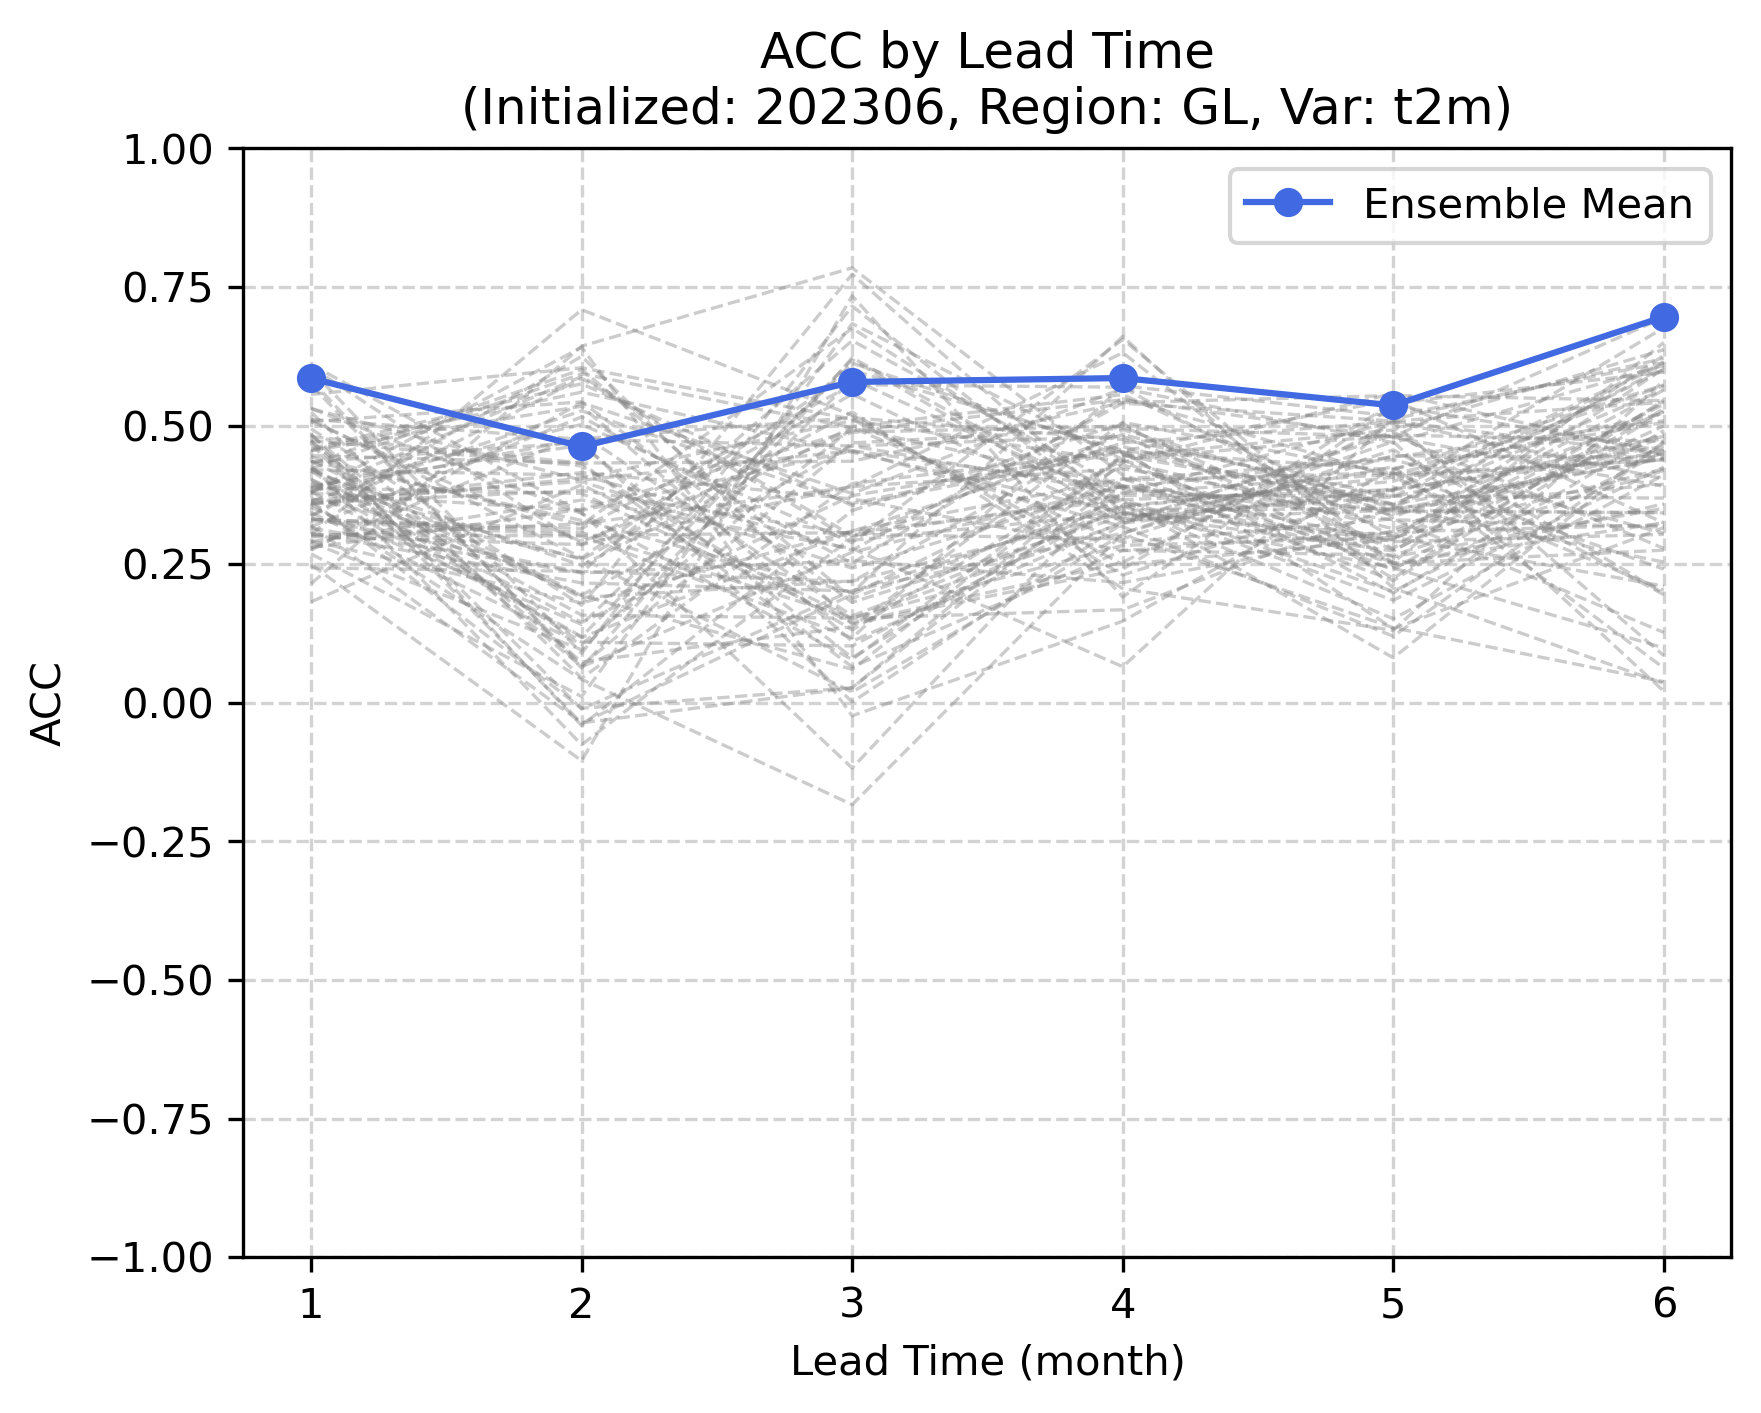 ACC by Lead Time
(Initialized: 202306, Region: GL, Var: t2m)
Ensemble Mean
1.00
0.75
0.50
0.25
0.00
−0.25
−0.50
−0.75
−1.00
ACC
1 2 3 4 5 6
Lead Time (month)